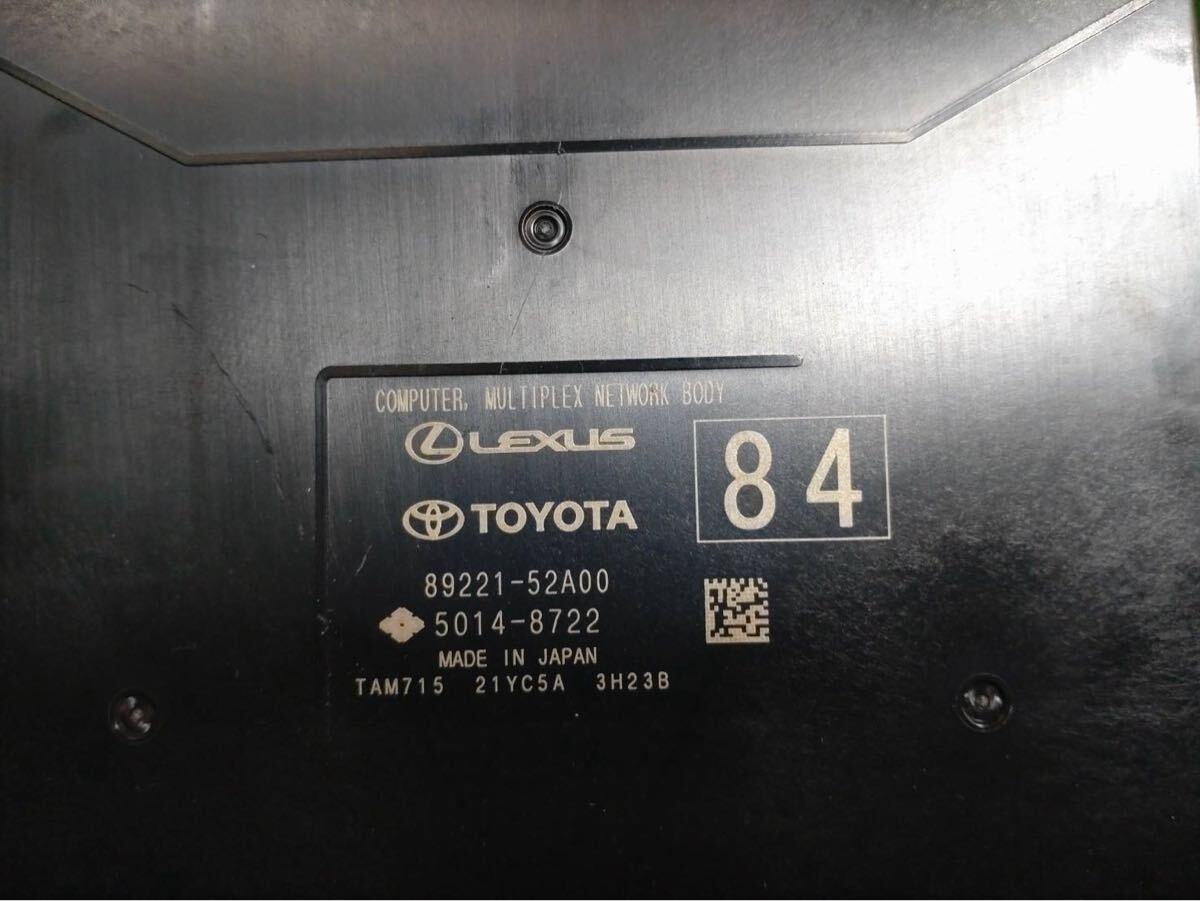 COMPUTER, MULTIPLEX NETWORK BODY
LEXUS
TOYOTA
84
89221-52A00
5014-8722
MADE IN JAPAN
TAM715 21YC5A 3H23B